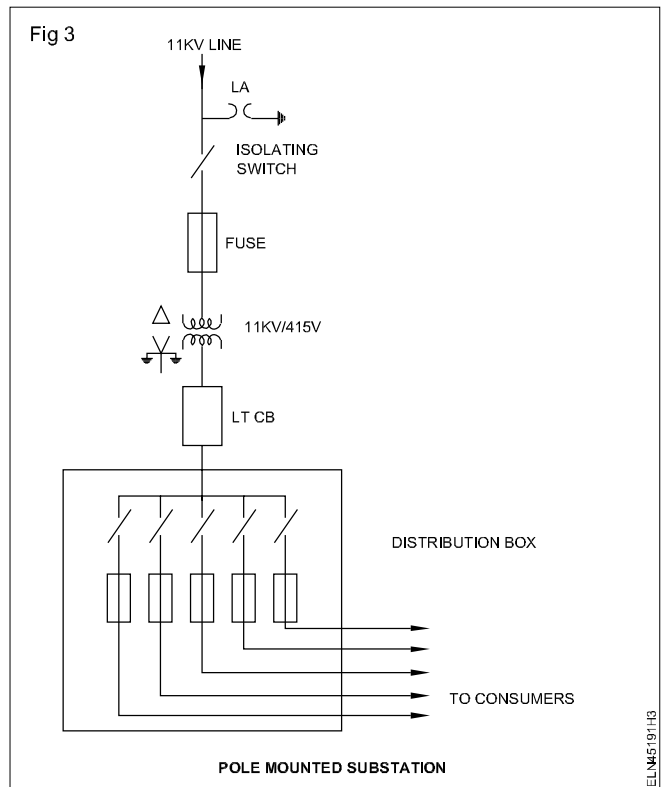 Fig 3
11KV LINE
LA
ISOLATING
SWITCH
FUSE
11KV/415V
LT CB
DISTRIBUTION BOX
TO CONSUMERS
POLE MOUNTED SUBSTATION
ELN45191H3